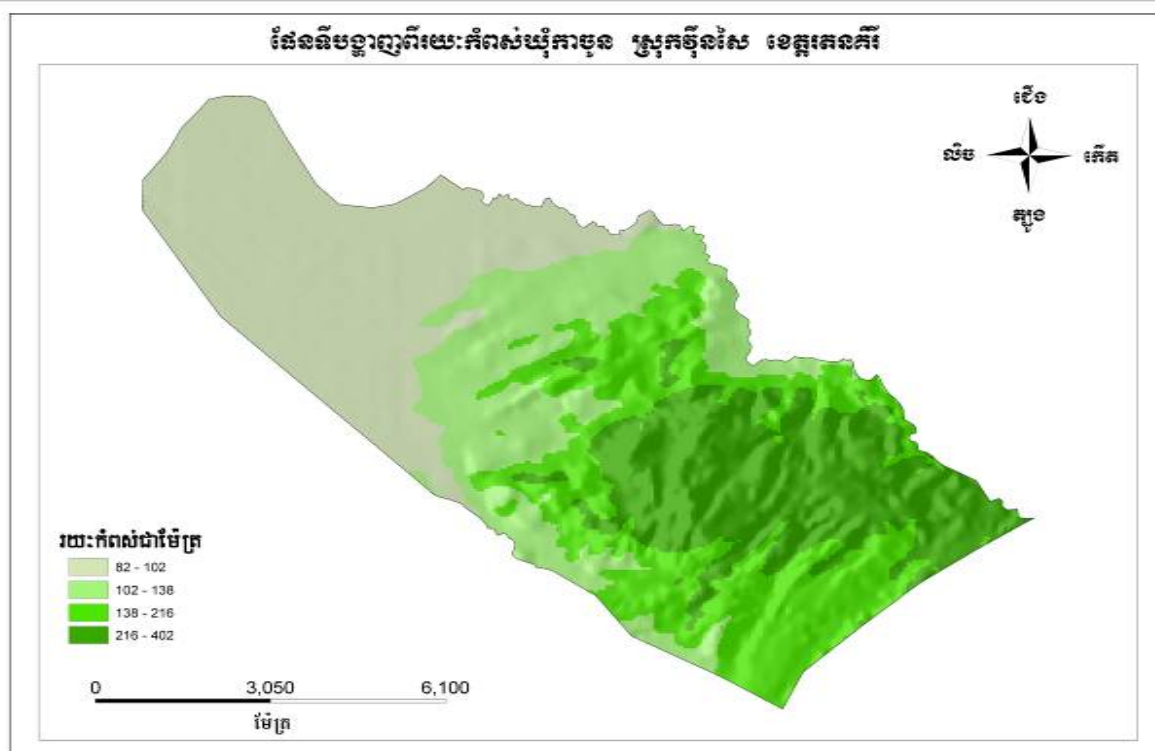 ផែនទីបង្ហាញពីរយៈកំពស់ឃុំកាចូន ស្រុកវ៉ើនសៃ ខេត្តរតនគិរី
ជើង
លិច កើត
ត្បូង
រយៈកំពស់ជាម៉ែត្រ
82 - 102
102 - 138
138 - 216
216 - 402
0 3,050 6,100
ម៉ែត្រ